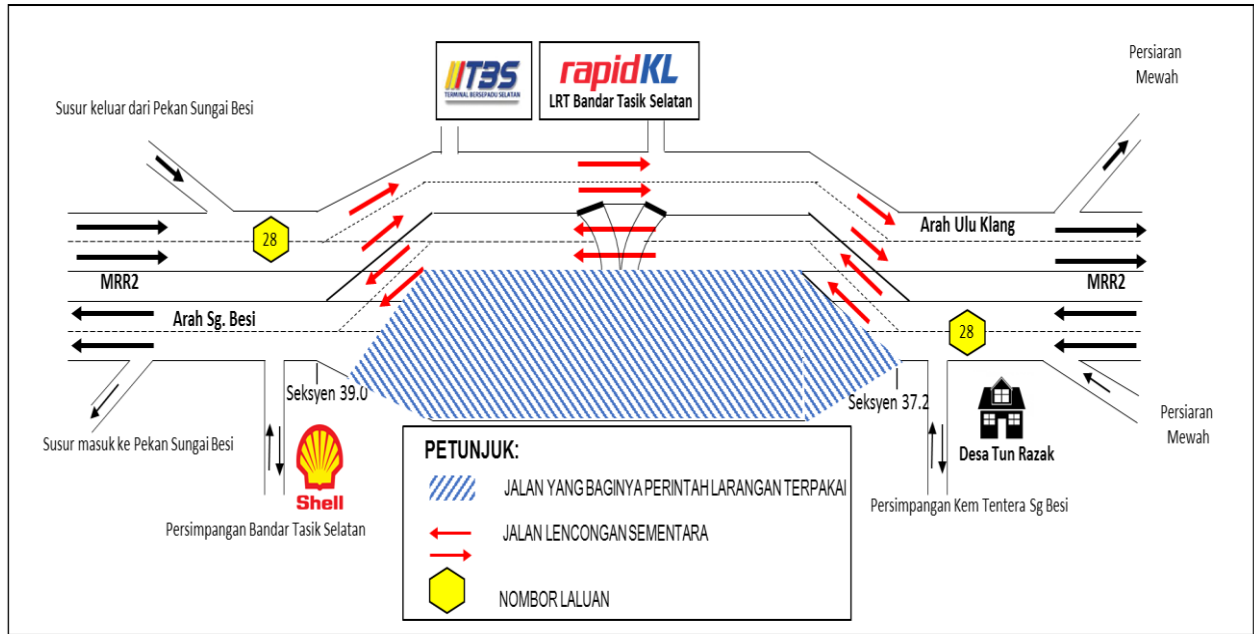 Susur keluar dari Pekan Sungai Besi
TBS
TERMINAL BERSEPADU SELATAN
rapidKL
LRT Bandar Tasik Selatan
Persiaran
Mewah
28
Arah Ulu Klang
MRR2
MRR2
Arah Sg. Besi
28
Seksyen 39.0
Seksyen 37.2
Susur masuk ke Pekan Sungai Besi
Shell
Persimpangan Bandar Tasik Selatan
Desa Tun Razak
Persiaran
Mewah
Persimpangan Kem Tentera Sg Besi
PETUNJUK:
JALAN YANG BAGINYA PERINTAH LARANGAN TERPAKAI
JALAN LENCONGAN SEMENTARA
NOMBOR LALUAN